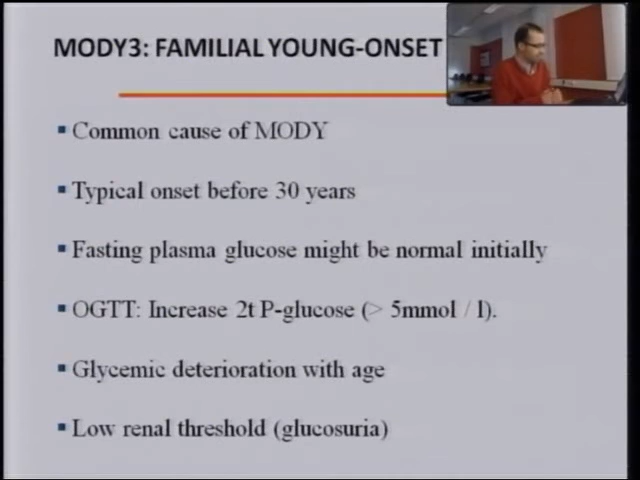 MODY3: FAMILIAL YOUNG-ONSET
▪ Common cause of MODY
▪ Typical onset before 30 years
▪ Fasting plasma glucose might be normal initially
▪ OGTT: Increase 2t P-glucose (> 5mmol / l).
▪ Glycemic deterioration with age
▪ Low renal threshold (glucosuria)